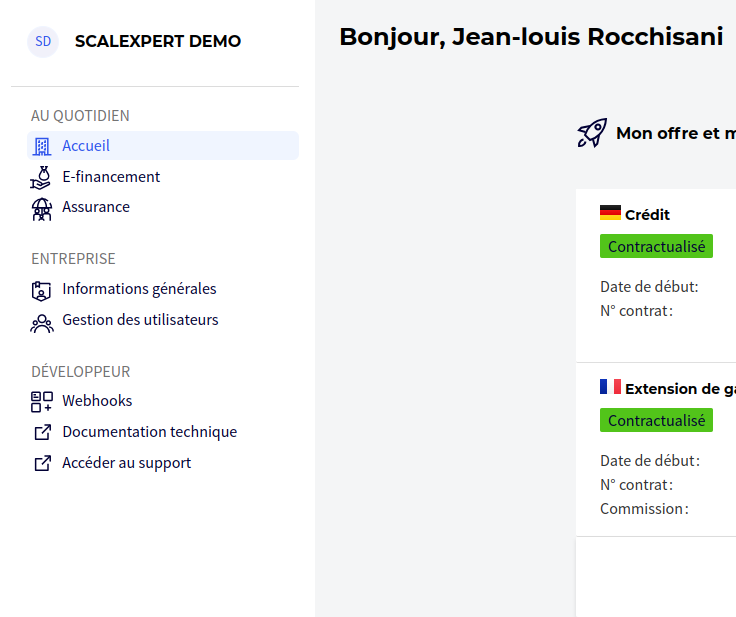 SD SCALEXPERT DEMO
AU QUOTIDIEN
Accueil
E-financement
Assurance
ENTREPRISE
Informations générales
Gestion des utilisateurs
DÉVELOPPEUR
Webhooks
Documentation technique
Accéder au support
Bonjour, Jean-louis Rocchisani
Mon offre et m
Crédit
Contractualisé
Date de début:
N° contrat :
Extension de ga
Contractualisé
Date de début :
N° contrat :
Commission :